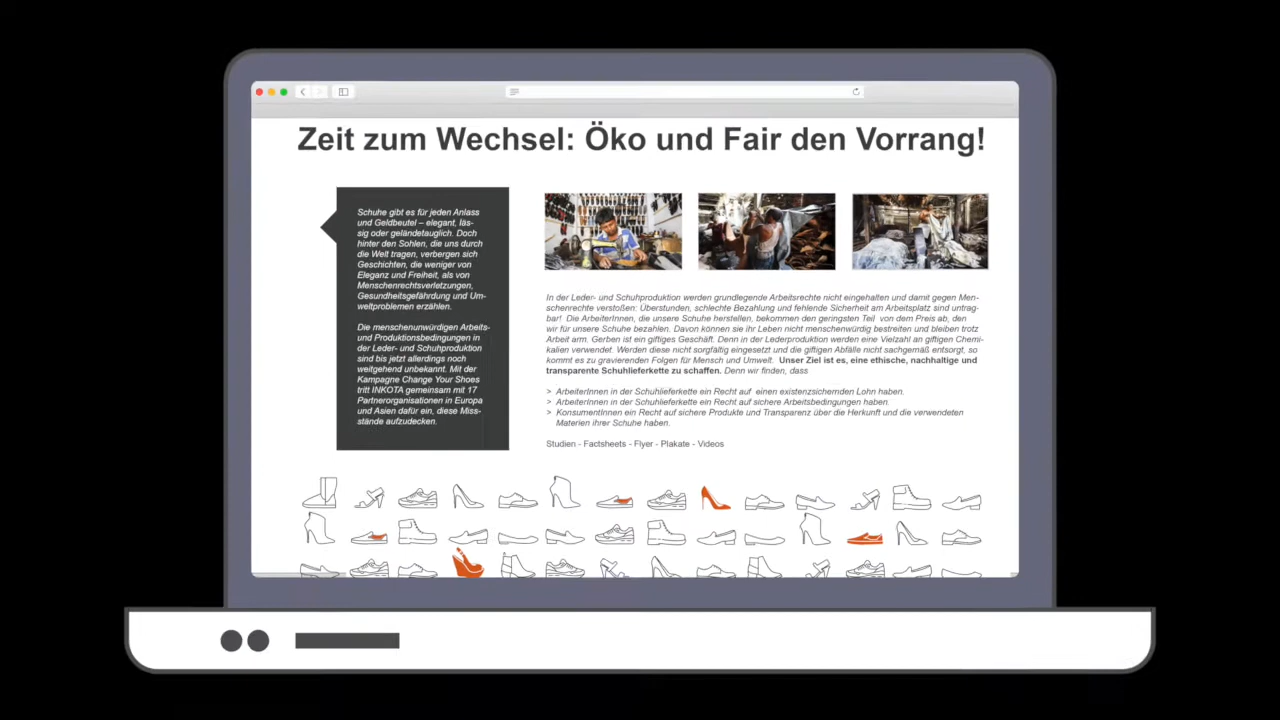 Zeit zum Wechsel: Öko und Fair den Vorrang!
Schuhe gibt es für jeden Anlass
und Geldbeutel – elegant, läs-
sig oder geländetauglich. Doch
hinter den Sohlen, die uns durch
die Welt tragen, verbergen sich
Geschichten, die weniger von
Eleganz und Freiheit, als von
Menschenrechtsverletzungen,
Gesundheitsgefährdung und Um-
weltproblemen erzählen.
Die menschenunwürdigen Arbeits-
und Produktionsbedingungen in
der Leder- und Schuhproduktion
sind bis jetzt allerdings noch
weitgehend unbekannt. Mit der
Kampagne Change Your Shoes
tritt INKOTA gemeinsam mit 17
Partnerorganisationen in Europa
und Asien dafür ein, diese Miss-
stände aufzudecken.
In der Leder- und Schuhproduktion werden grundlegende Arbeitsrechte nicht eingehalten und damit gegen Men-
schenrechte verstoßen: Überstunden, schlechte Bezahlung und fehlende Sicherheit am Arbeitsplatz sind untrag-
bar! Die ArbeiterInnen, die unsere Schuhe herstellen, bekommen den geringsten Teil von dem Preis ab, den
wir für unsere Schuhe bezahlen. Davon können sie ihr Leben nicht menschenwürdig bestreiten und bleiben trotz
Arbeit arm. Gerben ist ein giftiges Geschäft. Denn in der Lederproduktion werden eine Vielzahl an giftigen Chemi-
kalien verwendet. Werden diese nicht sorgfältig eingesetzt und die giftigen Abfälle nicht sachgemäß entsorgt, so
kommt es zu gravierenden Folgen für Mensch und Umwelt. Unser Ziel ist es, eine ethische, nachhaltige und
transparente Schuhlieferkette zu schaffen. Denn wir finden, dass
> ArbeiterInnen in der Schuhlieferkette ein Recht auf einen existenzsichernden Lohn haben.
> ArbeiterInnen in der Schuhlieferkette ein Recht auf sichere Arbeitsbedingungen haben.
> KonsumentInnen ein Recht auf sichere Produkte und Transparenz über die Herkunft und die verwendeten
Materien ihrer Schuhe haben.
Studien - Factsheets - Flyer - Plakate - Videos